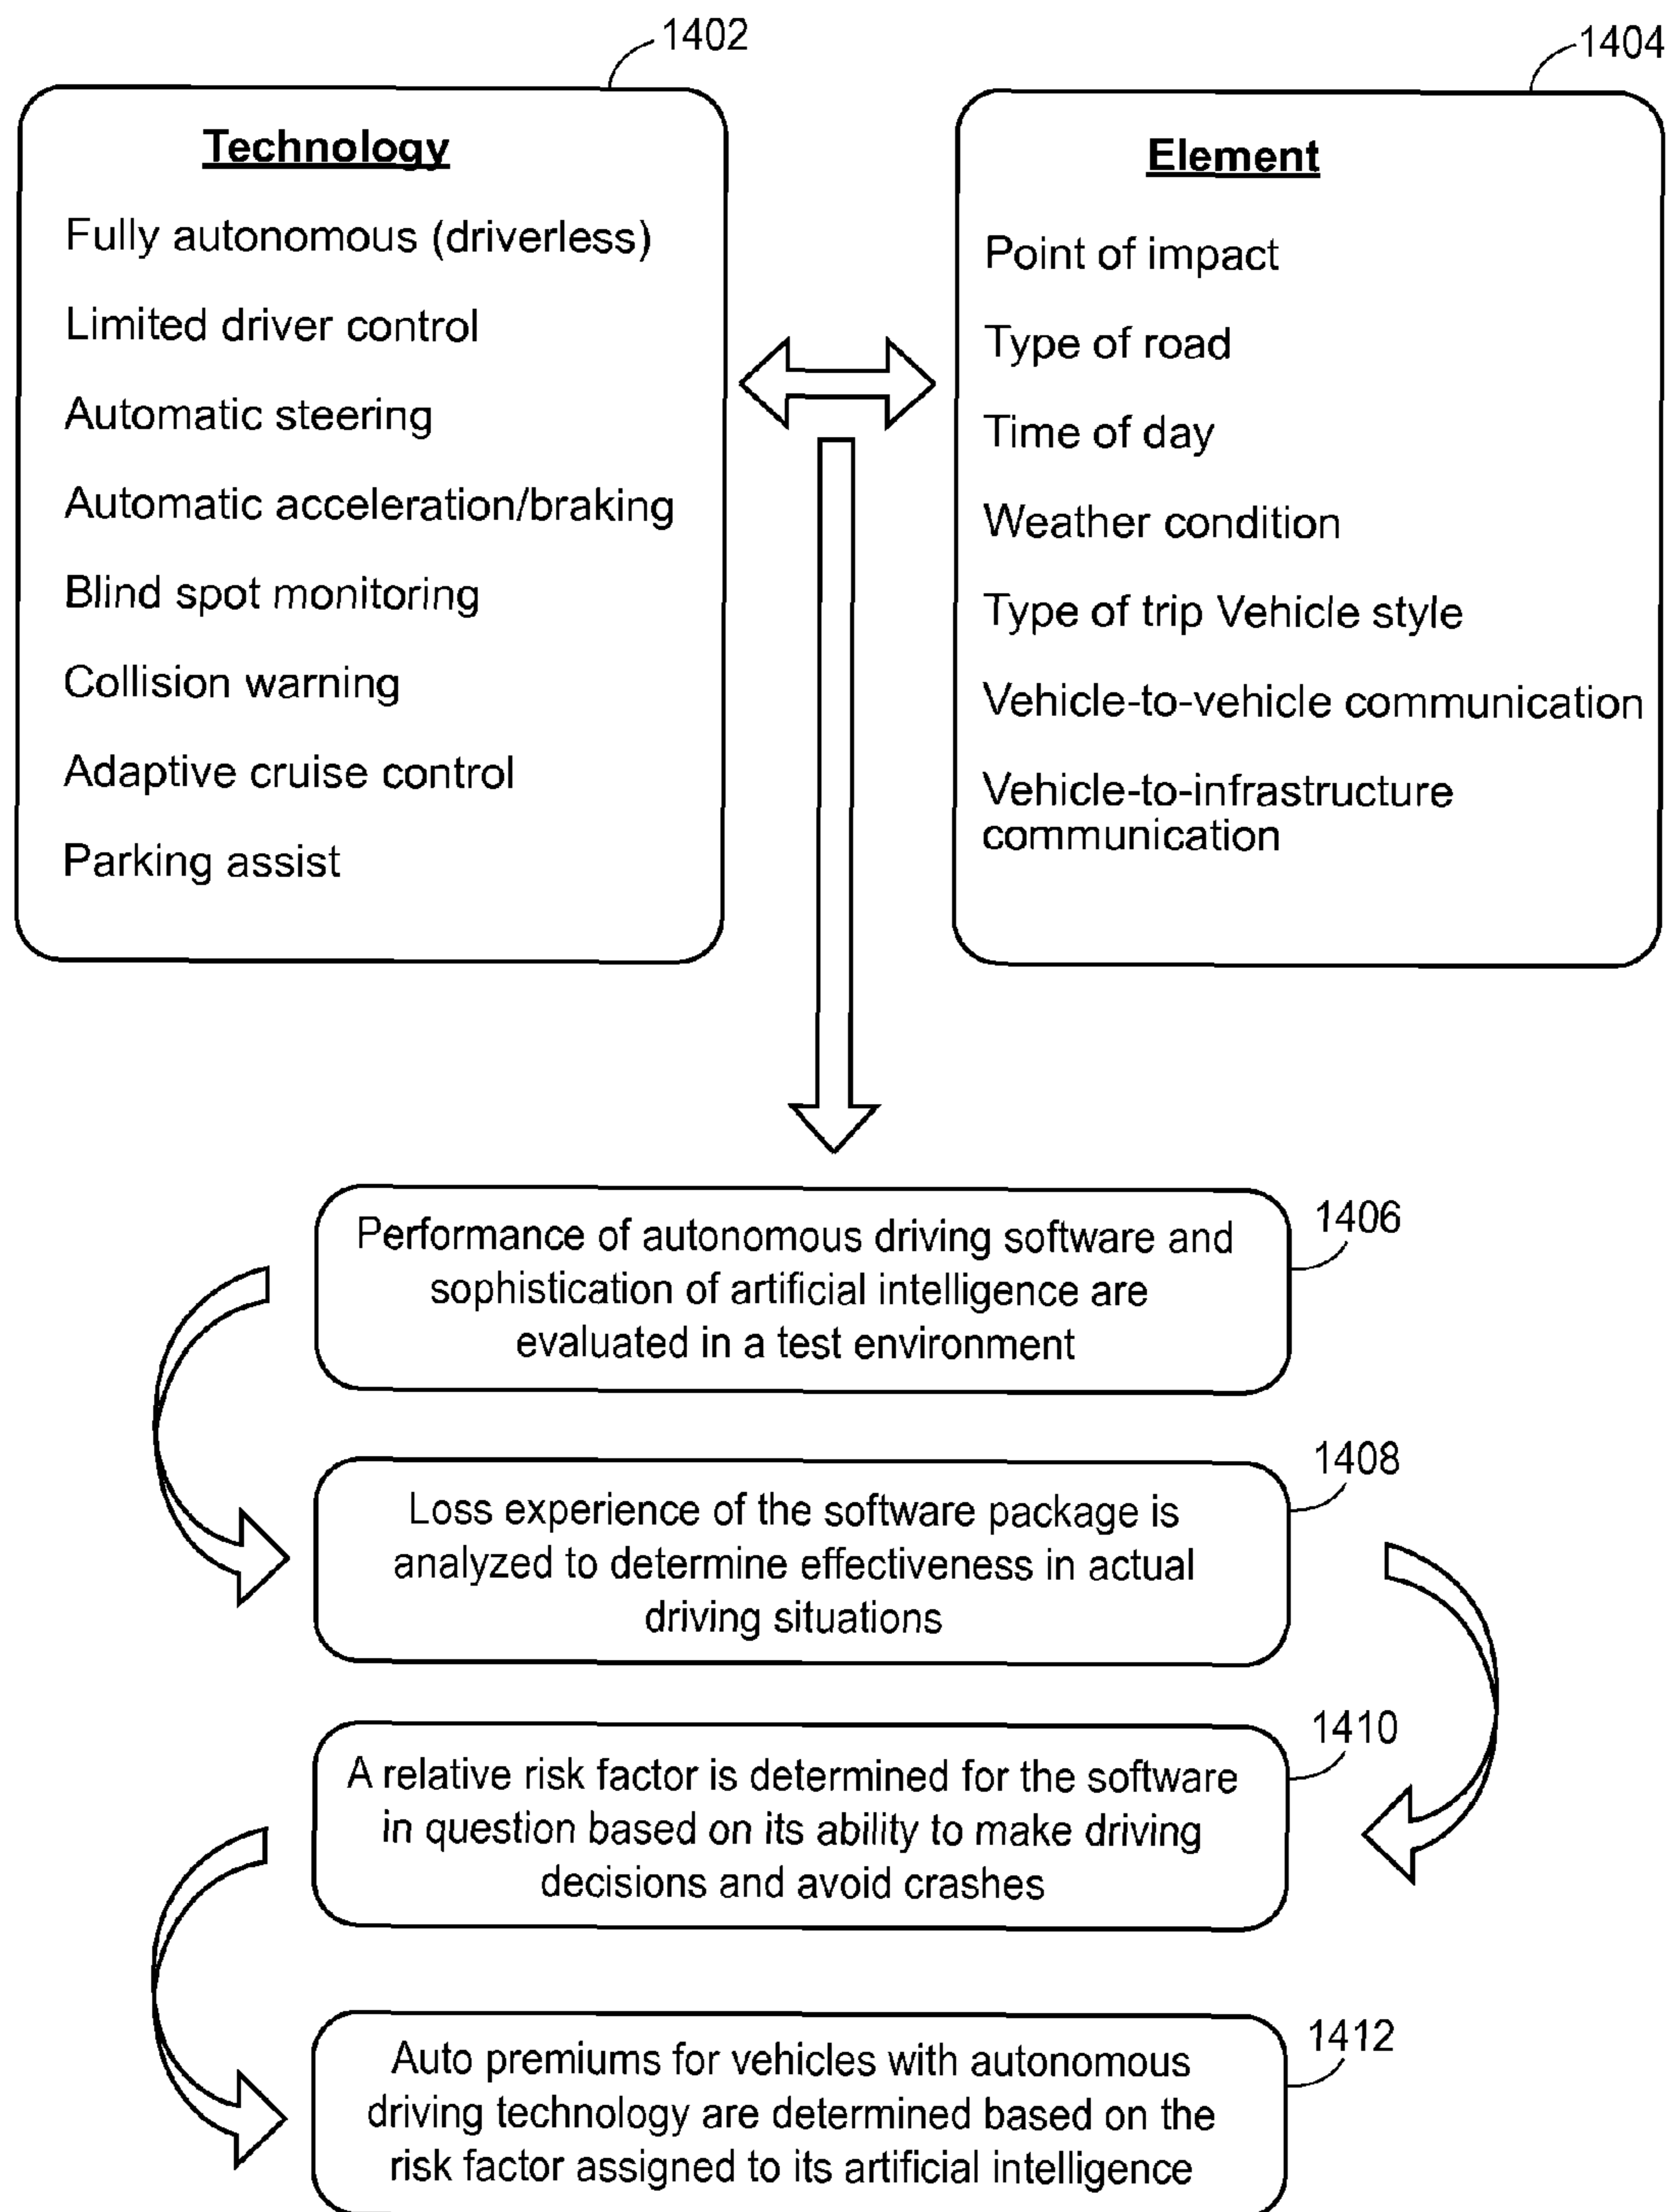 1402
Technology
Fully autonomous (driverless)
Limited driver control
Automatic steering
Automatic acceleration/braking
Blind spot monitoring
Collision warning
Adaptive cruise control
Parking assist
1404
Element
Point of impact
Type of road
Time of day
Weather condition
Type of trip Vehicle style
Vehicle-to-vehicle communication
Vehicle-to-infrastructure
communication
1406
Performance of autonomous driving software and
sophistication of artificial intelligence are
evaluated in a test environment
1408
Loss experience of the software package is
analyzed to determine effectiveness in actual
driving situations
1410
A relative risk factor is determined for the software
in question based on its ability to make driving
decisions and avoid crashes
1412
Auto premiums for vehicles with autonomous
driving technology are determined based on the
risk factor assigned to its artificial intelligence